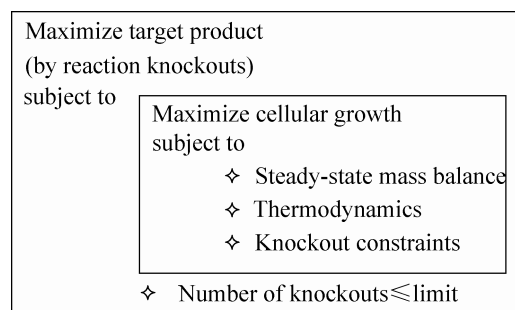 Maximize target product
(by reaction knockouts)
subject to
Maximize cellular growth
subject to
✧ Steady-state mass balance
✧ Thermodynamics
✧ Knockout constraints
✧ Number of knockouts≤limit